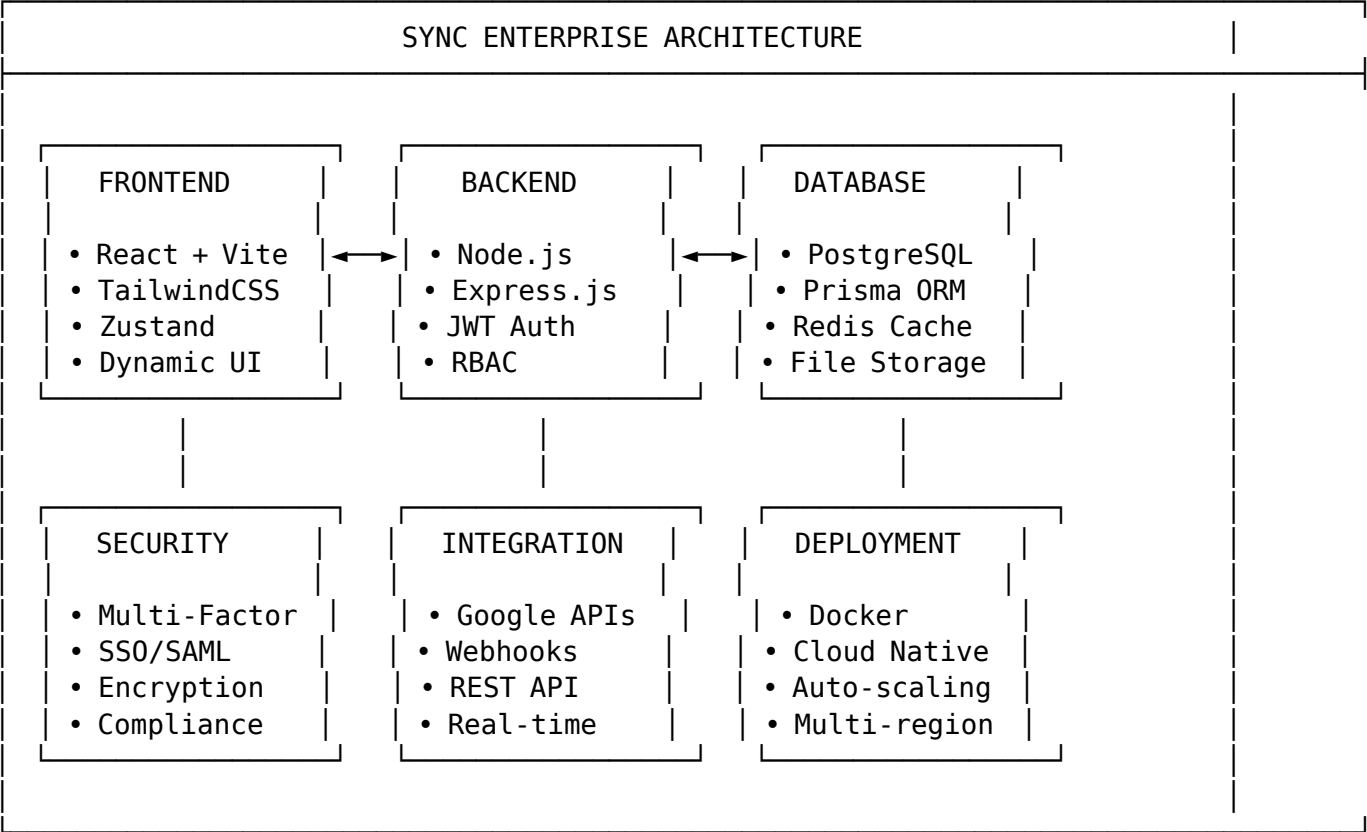 SYNC ENTERPRISE ARCHITECTURE
FRONTEND BACKEND DATABASE
• React + Vite • Node.js • PostgreSQL
• TailwindCSS • Express.js • Prisma ORM
• Zustand • JWT Auth • Redis Cache
• Dynamic UI • RBAC • File Storage
SECURITY INTEGRATION DEPLOYMENT
• Multi-Factor • Google APIs • Docker
• SSO/SAML • Webhooks • Cloud Native
• Encryption • REST API • Auto-scaling
• Compliance • Real-time • Multi-region